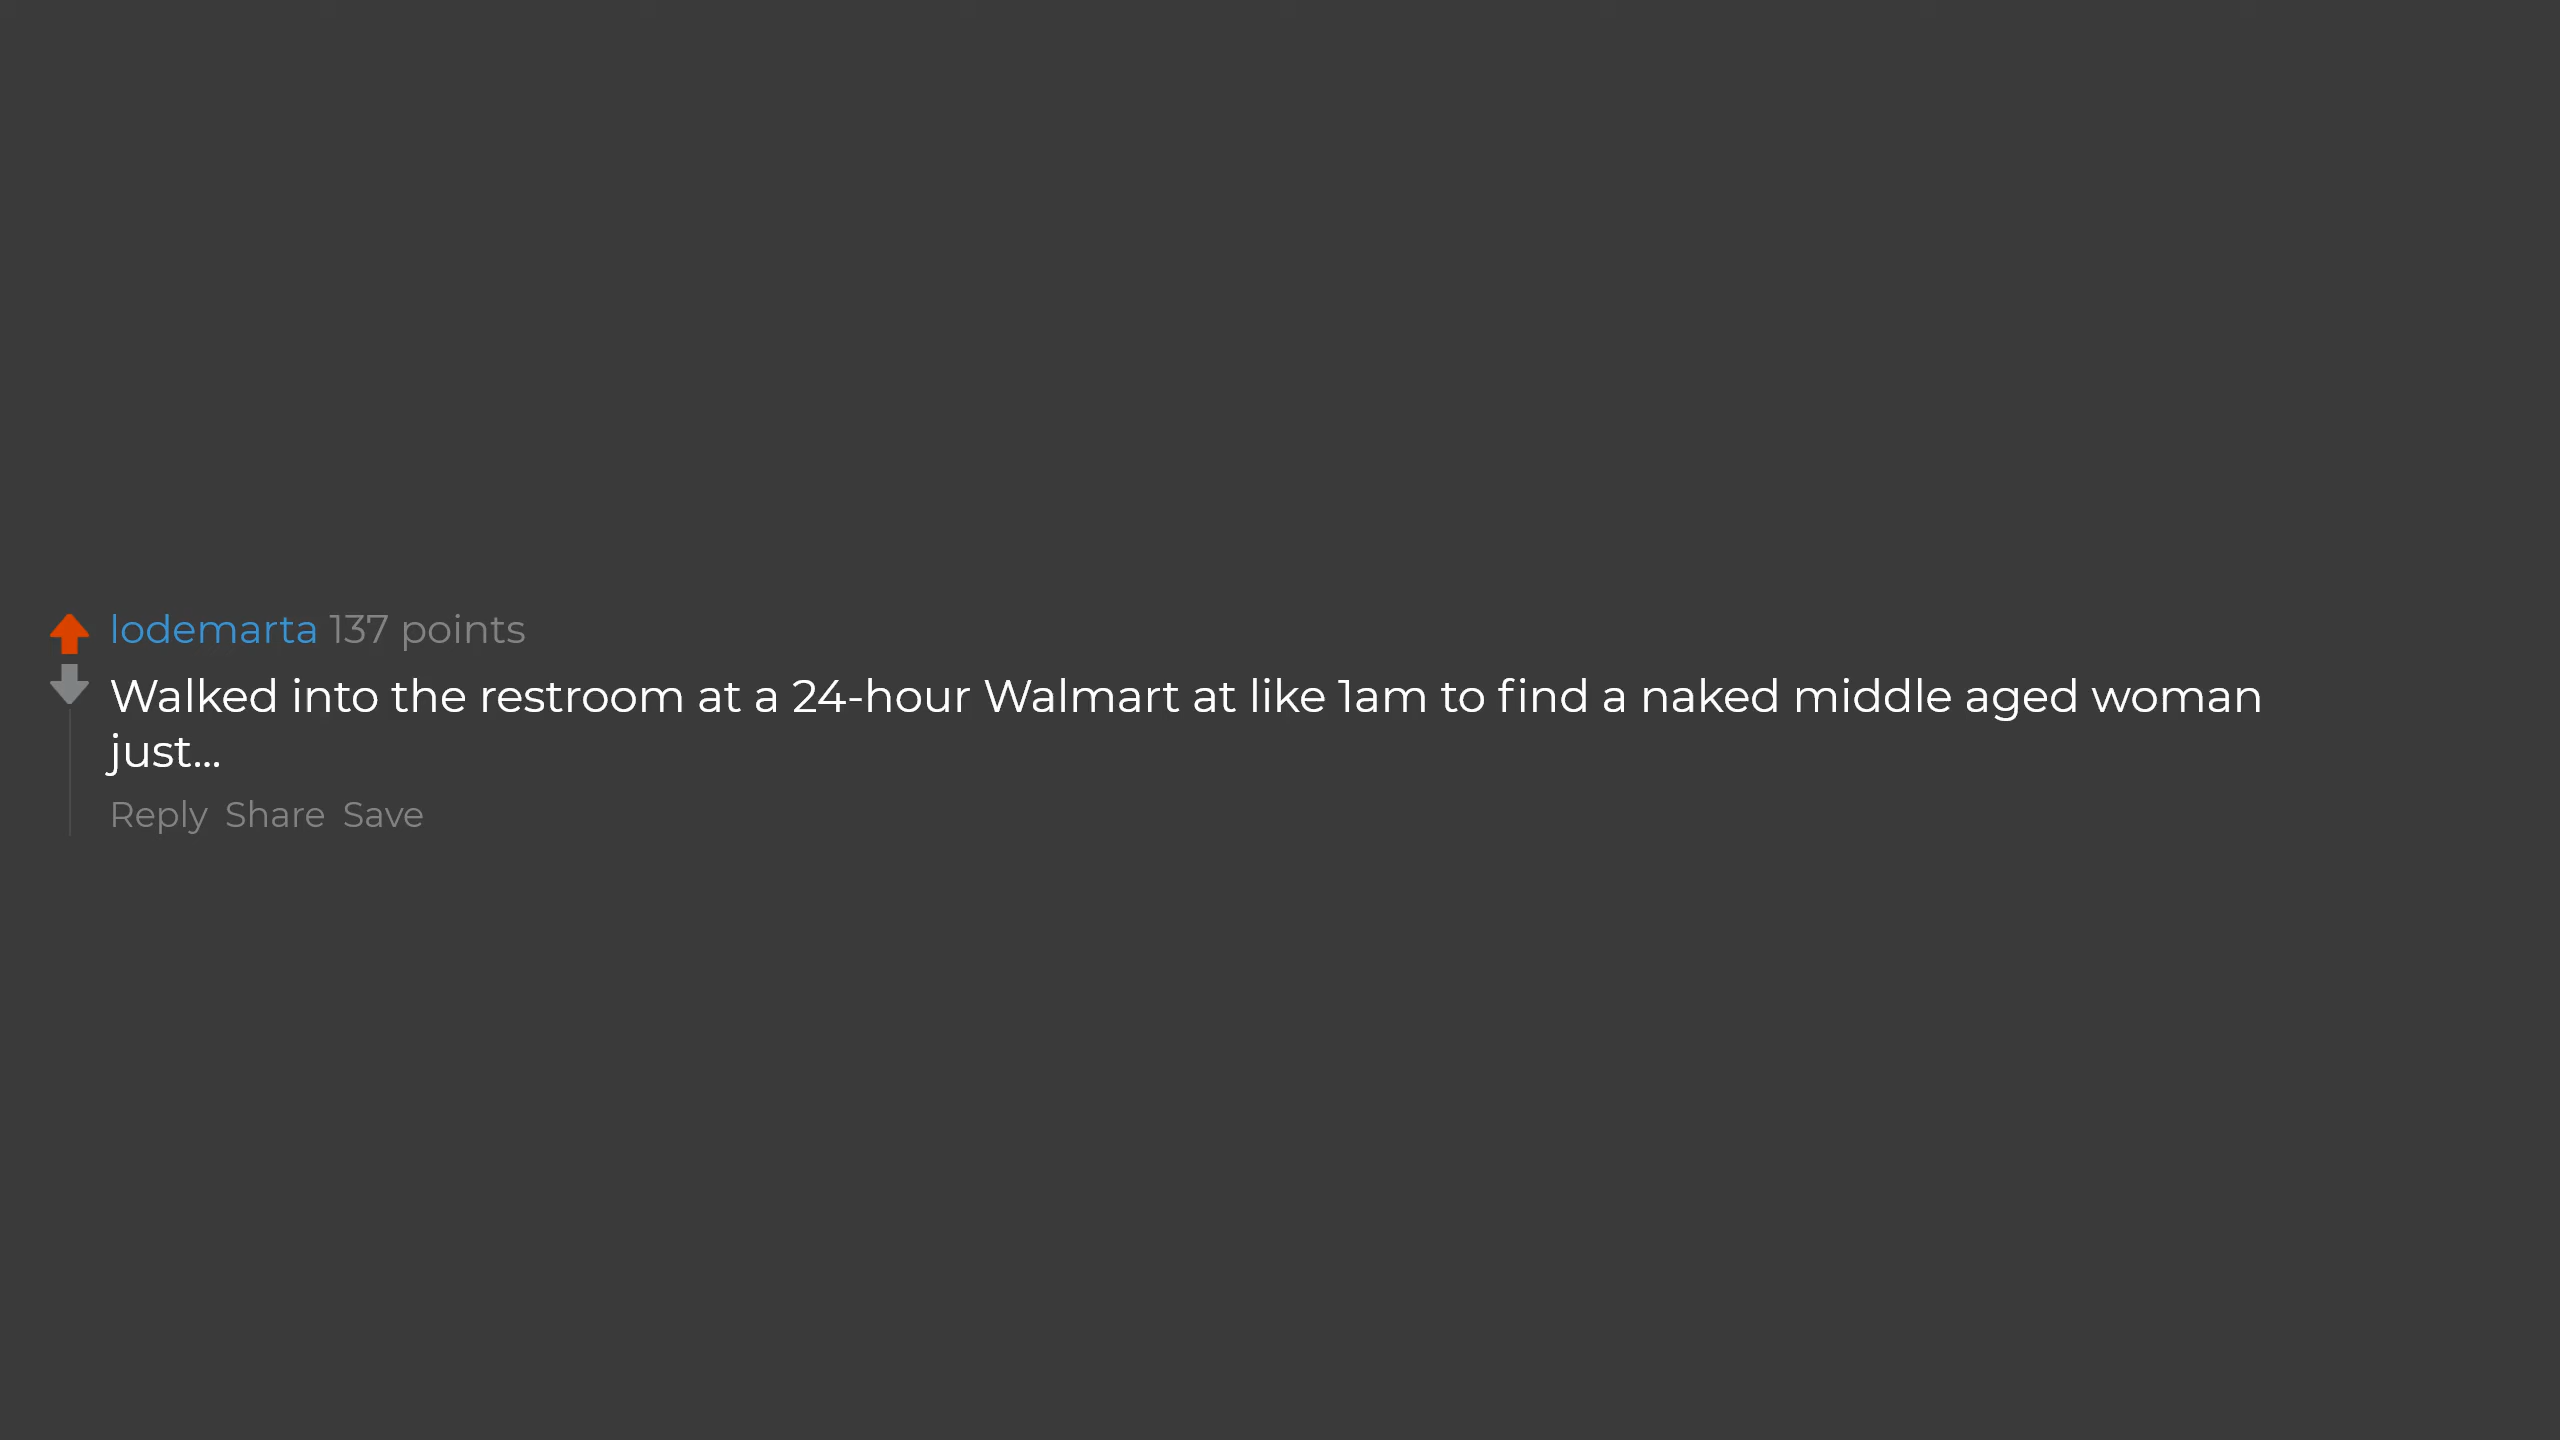 lodemarta 137 points
Walked into the restroom at a 24-hour Walmart at like 1am to find a naked middle aged woman
just...
Reply Share Save